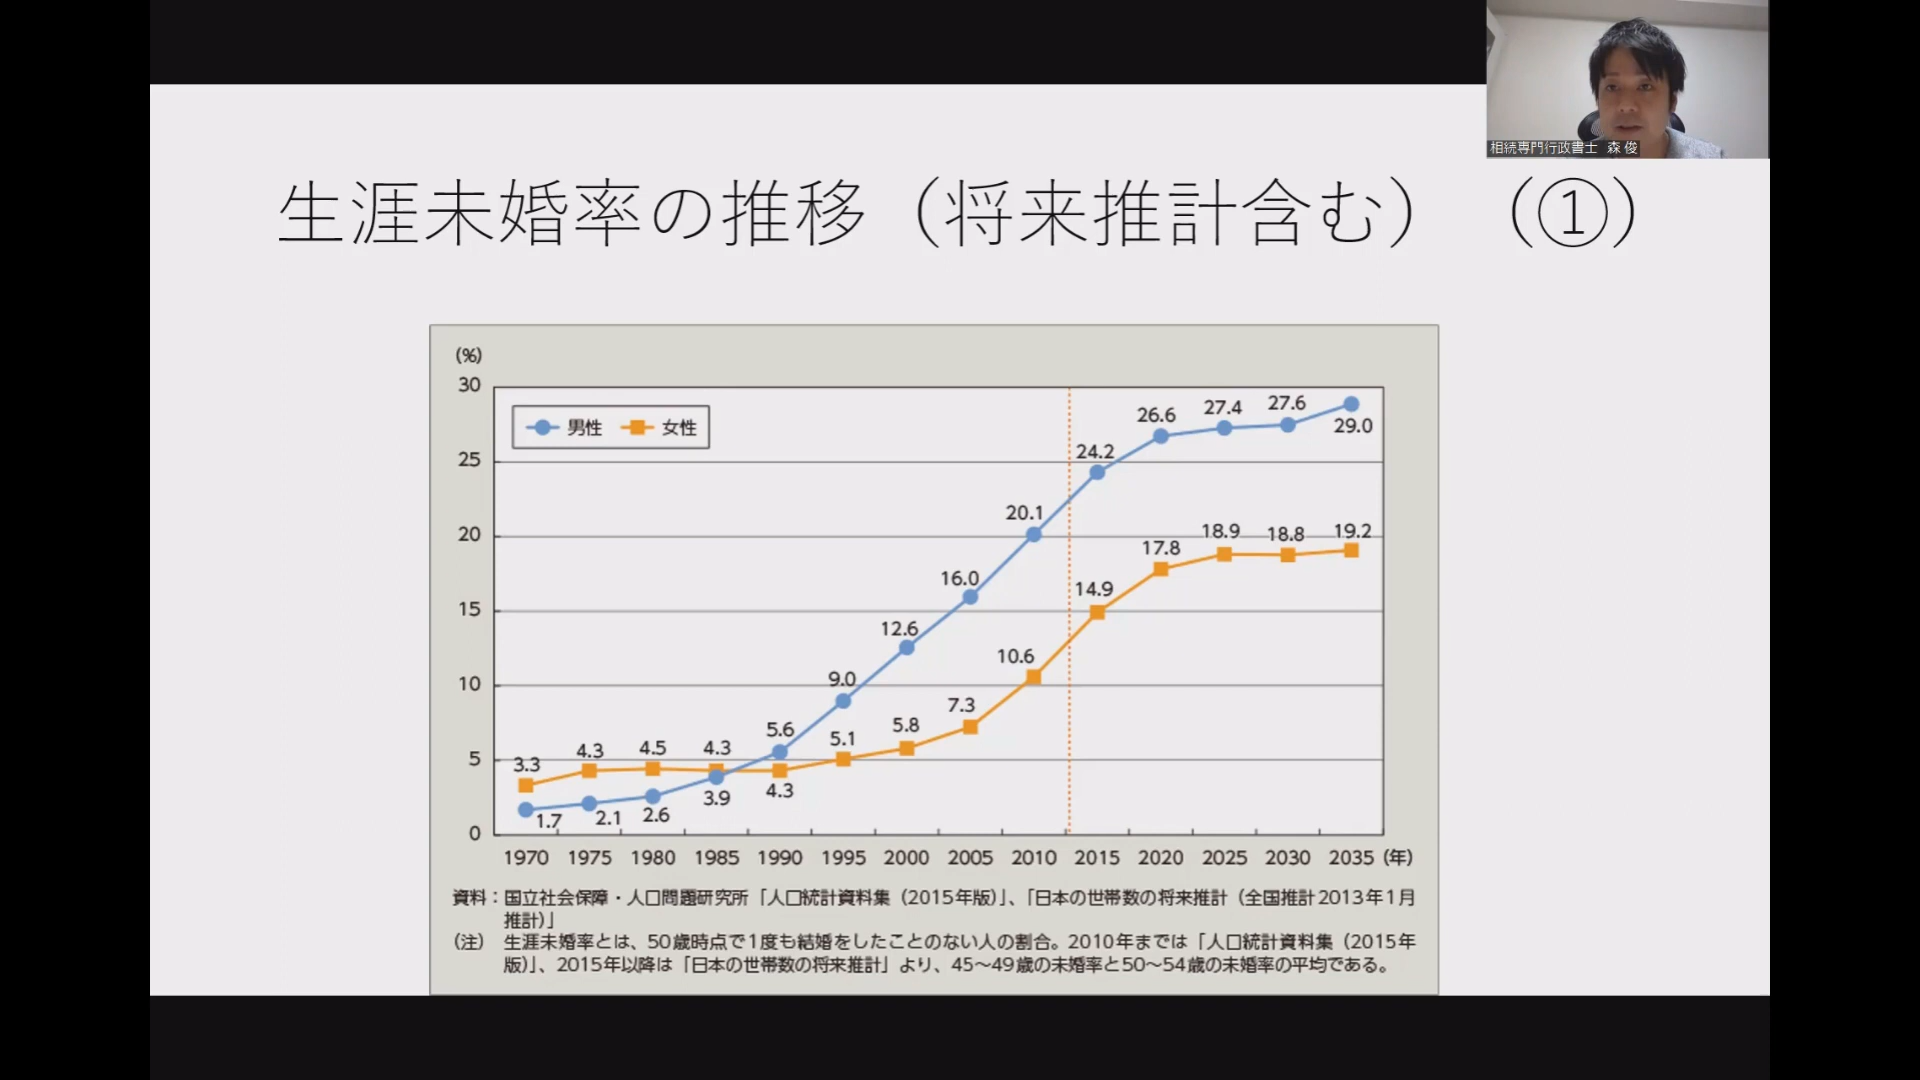 相続専門行政書士 森 俊
生涯未婚率の推移（将来推計含む） （①）
(%)
30
25
20
15
10
5
0
男性 女性
1.7 2.1 2.6 3.9 5.6 9.0 12.6 16.0 20.1 24.2 26.6 27.4 27.6 29.0
3.3 4.3 4.5 4.3 4.3 5.1 5.8 7.3 10.6 14.9 17.8 18.9 18.8 19.2
1970 1975 1980 1985 1990 1995 2000 2005 2010 2015 2020 2025 2030 2035 (年)
資料：国立社会保障・人口問題研究所「人口統計資料集（2015年版）」、「日本の世帯数の将来推計（全国推計2013年1月
推計）」
（注） 生涯未婚率とは、50歳時点で1度も結婚をしたことのない人の割合。2010年までは「人口統計資料集（2015年
版）」、2015年以降は「日本の世帯数の将来推計」より、45～49歳の未婚率と50～54歳の未婚率の平均である。